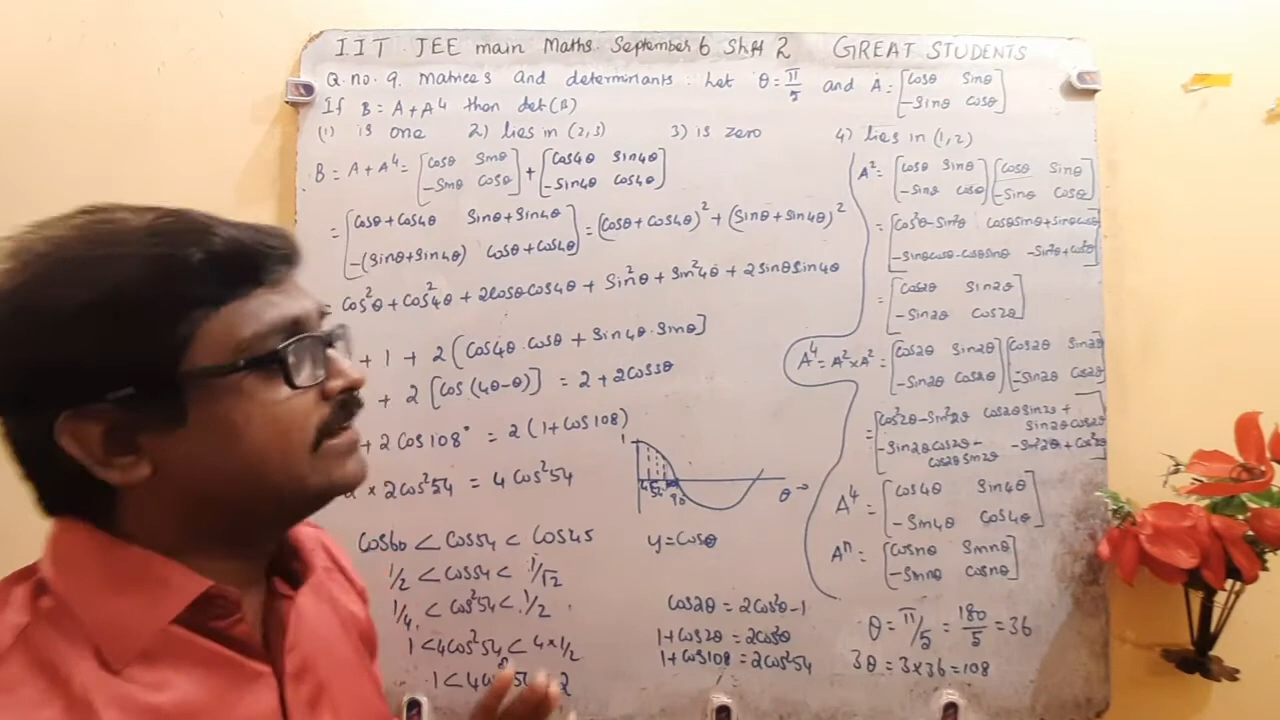 IIT JEE main Maths September 6 Shift 2 GREAT STUDENTS
Q.no.9. Matrices and determinants: Let θ = π/5 and A = [cosθ sinθ; -sinθ cosθ]
If B = A + A⁴ then det(B)
(1) is one 2) lies in (2,3) 3) is zero 4) lies in (1,2)
B = A + A⁴ = [cosθ sinθ; -sinθ cosθ] + [cos4θ sin4θ; -sin4θ cos4θ]
= [cosθ+cos4θ sinθ+sin4θ; -(sinθ+sin4θ) cosθ+cos4θ] = (cosθ+cos4θ)² + (sinθ+sin4θ)²
= cos²θ + cos²4θ + 2cosθcos4θ + sin²θ + sin²4θ + 2sinθsin4θ
+ 1 + 2[cos4θ.cosθ + sin4θ.sinθ]
+ 2[cos(4θ-θ)] = 2+2cos3θ
+ 2cos108° = 2(1+cos108)
× 2cos²54 = 4cos²54
cos60 < cos54 < cos45
1/2 < cos54 < 1/√2
1/4 < cos²54 < 1/2
1 < 4cos²54 < 4×1/2
1 < 4 2
1
45 54 90 θ→
y = cosθ
cos2θ = 2cos²θ-1
1+cos2θ = 2cos²θ
1+cos108 = 2cos²54
A² = [cosθ sinθ; -sinθ cosθ][cosθ sinθ; -sinθ cosθ]
= [cos²θ-sin²θ cosθsinθ+sinθcosθ; -sinθcosθ-cosθsinθ -sin²θ+cos²θ]
= [cos2θ sin2θ; -sin2θ cos2θ]
A⁴ = A²×A² = [cos2θ sin2θ; -sin2θ cos2θ][cos2θ sin2θ; -sin2θ cos2θ]
= [cos²2θ-sin²2θ cos2θsin2θ+sin2θcos2θ; -sin2θcos2θ-cos2θsin2θ -sin²2θ+cos²2θ]
A⁴ = [cos4θ sin4θ; -sin4θ cos4θ]
Aⁿ = [cosnθ sinnθ; -sinnθ cosnθ]
θ = π/5 = 180/5 = 36
3θ = 3×36 = 108